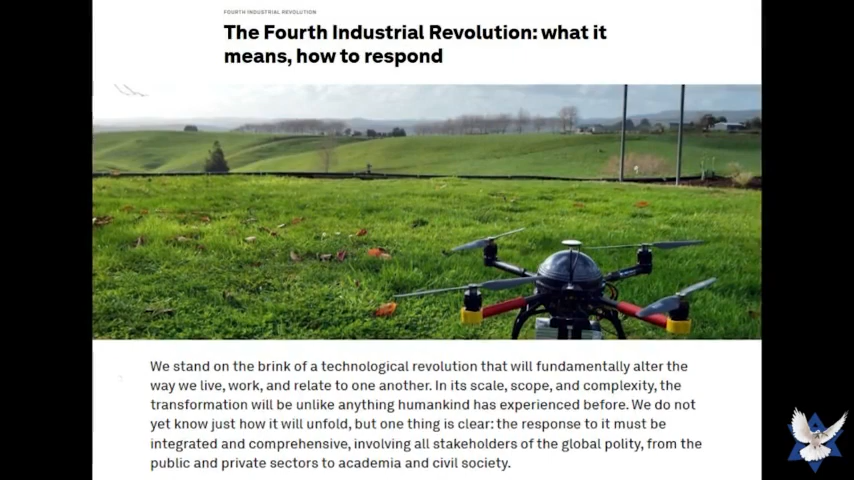 FOURTH INDUSTRIAL REVOLUTION
The Fourth Industrial Revolution: what it
means, how to respond
We stand on the brink of a technological revolution that will fundamentally alter the
way we live, work, and relate to one another. In its scale, scope, and complexity, the
transformation will be unlike anything humankind has experienced before. We do not
yet know just how it will unfold, but one thing is clear: the response to it must be
integrated and comprehensive, involving all stakeholders of the global polity, from the
public and private sectors to academia and civil society.